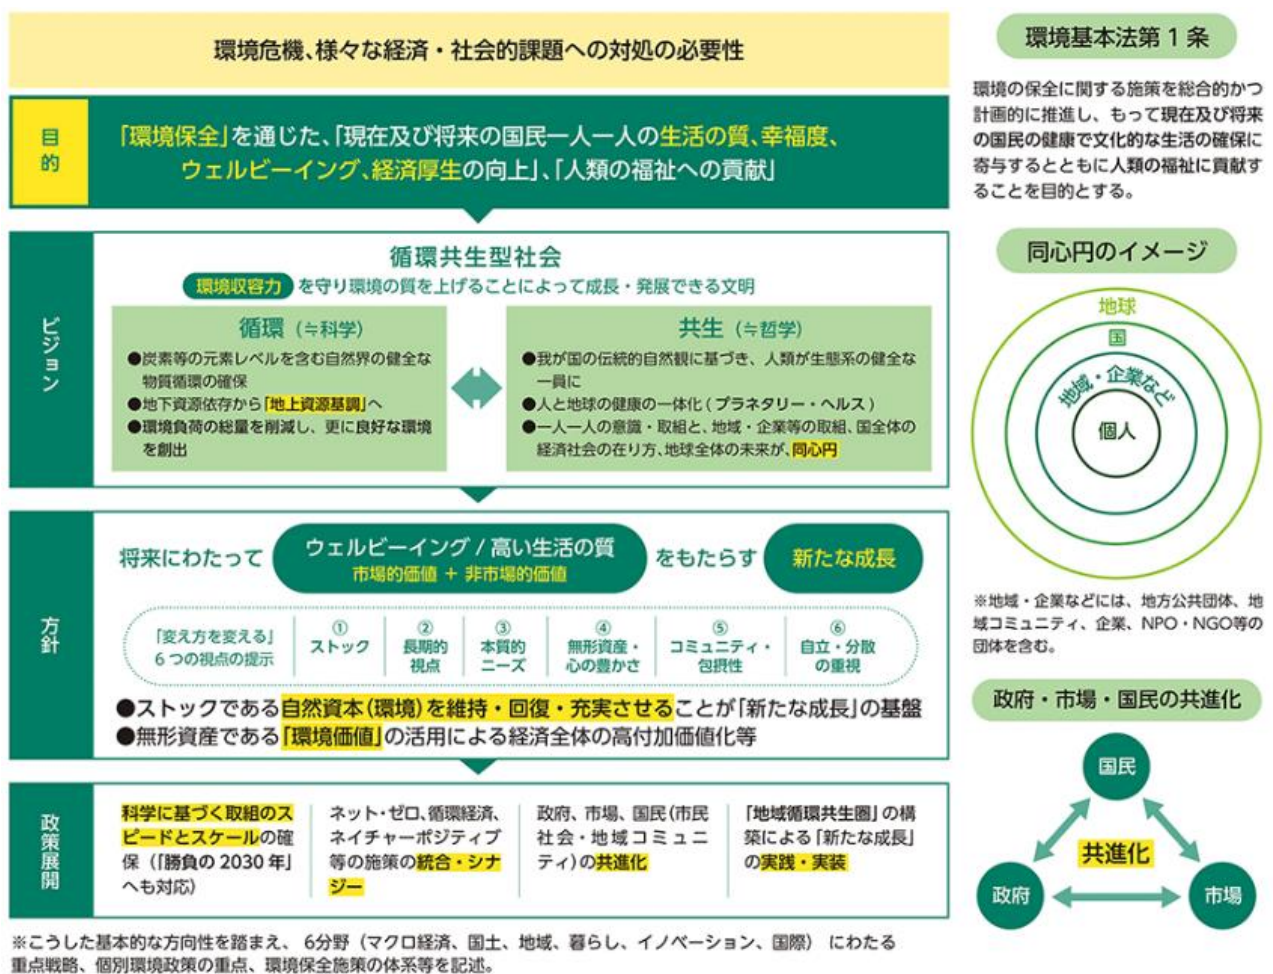 環境危機、様々な経済・社会的課題への対処の必要性
目的
「環境保全」を通じた、「現在及び将来の国民一人一人の生活の質、幸福度、
ウェルビーイング、経済厚生の向上」、「人類の福祉への貢献」
ビジョン
循環共生型社会
環境収容力 を守り環境の質を上げることによって成長・発展できる文明
循環（≒科学）
●炭素等の元素レベルを含む自然界の健全な
物質循環の確保
●地下資源依存から「地上資源基調」へ
●環境負荷の総量を削減し、更に良好な環境
を創出
共生（≒哲学）
●我が国の伝統的自然観に基づき、人類が生態系の健全な
一員に
●人と地球の健康の一体化（プラネタリー・ヘルス）
●一人一人の意識・取組と、地域・企業等の取組、国全体の
経済社会の在り方、地球全体の未来が、同心円
方針
将来にわたって ウェルビーイング / 高い生活の質 をもたらす 新たな成長
市場的価値 + 非市場的価値
「変え方を変える」
6つの視点の提示
①
ストック
②
長期的
視点
③
本質的
ニーズ
④
無形資産・
心の豊かさ
⑤
コミュニティ・
包摂性
⑥
自立・分散
の重視
●ストックである自然資本（環境）を維持・回復・充実させることが「新たな成長」の基盤
●無形資産である「環境価値」の活用による経済全体の高付加価値化等
政策展開
科学に基づく取組のス
ピードとスケールの確
保（「勝負の2030年」
へも対応）
ネット・ゼロ、循環経済、
ネイチャーポジティブ
等の施策の統合・シナ
ジー
政府、市場、国民（市民
社会・地域コミュニ
ティ）の共進化
「地域循環共生圏」の構
築による「新たな成長」
の実践・実装
※こうした基本的な方向性を踏まえ、 6分野（マクロ経済、国土、地域、暮らし、イノベーション、国際） にわたる
重点戦略、個別環境政策の重点、環境保全施策の体系等を記述。
環境基本法第1条
環境の保全に関する施策を総合的かつ
計画的に推進し、もって現在及び将来
の国民の健康で文化的な生活の確保に
寄与するとともに人類の福祉に貢献す
ることを目的とする。
同心円のイメージ
地球
国
地域・企業など
個人
※地域・企業などには、地方公共団体、地
域コミュニティ、企業、NPO・NGO等の
団体を含む。
政府・市場・国民の共進化
国民
共進化
政府
市場